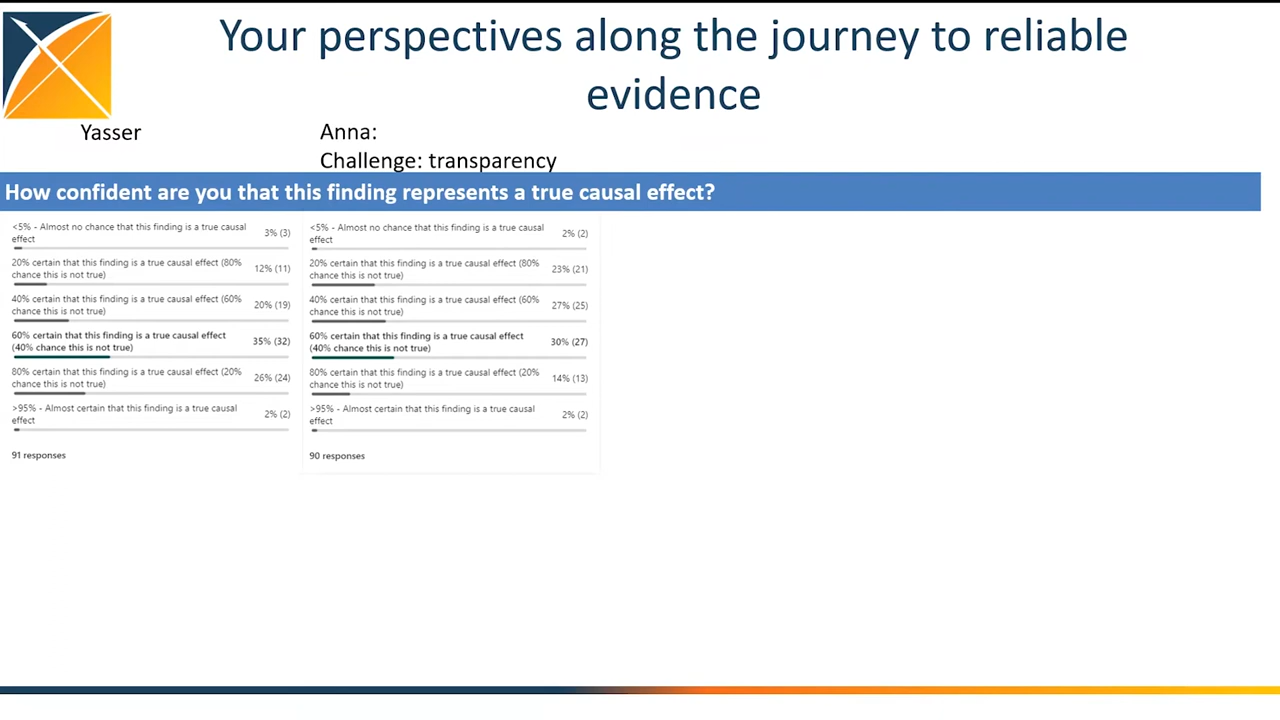 Your perspectives along the journey to reliable
evidence
Yasser
Anna:
Challenge: transparency
How confident are you that this finding represents a true causal effect?
<5% - Almost no chance that this finding is a true causal
effect
3% (3)
20% certain that this finding is a true causal effect (80%
chance this is not true)
12% (11)
40% certain that this finding is a true causal effect (60%
chance this is not true)
20% (19)
60% certain that this finding is a true causal effect
(40% chance this is not true)
35% (32)
80% certain that this finding is a true causal effect (20%
chance this is not true)
26% (24)
>95% - Almost certain that this finding is a true causal
effect
2% (2)
91 responses
<5% - Almost no chance that this finding is a true causal
effect
2% (2)
20% certain that this finding is a true causal effect (80%
chance this is not true)
23% (21)
40% certain that this finding is a true causal effect (60%
chance this is not true)
27% (25)
60% certain that this finding is a true causal effect
(40% chance this is not true)
30% (27)
80% certain that this finding is a true causal effect (20%
chance this is not true)
14% (13)
>95% - Almost certain that this finding is a true causal
effect
2% (2)
90 responses